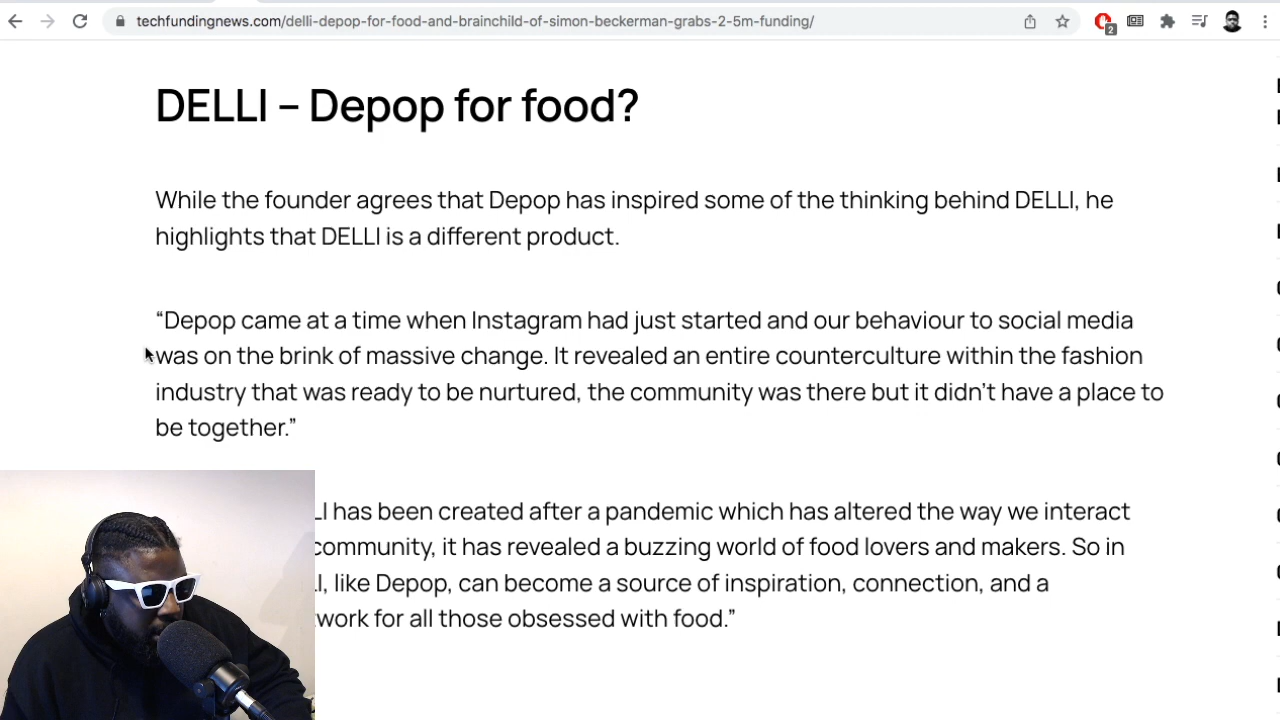 techfundingnews.com/delli-depop-for-food-and-brainchild-of-simon-beckerman-grabs-2-5m-funding/
2
DELLI – Depop for food?
While the founder agrees that Depop has inspired some of the thinking behind DELLI, he
highlights that DELLI is a different product.
“Depop came at a time when Instagram had just started and our behaviour to social media
was on the brink of massive change. It revealed an entire counterculture within the fashion
industry that was ready to be nurtured, the community was there but it didn’t have a place to
be together.”
LI has been created after a pandemic which has altered the way we interact
community, it has revealed a buzzing world of food lovers and makers. So in
I, like Depop, can become a source of inspiration, connection, and a
work for all those obsessed with food.”